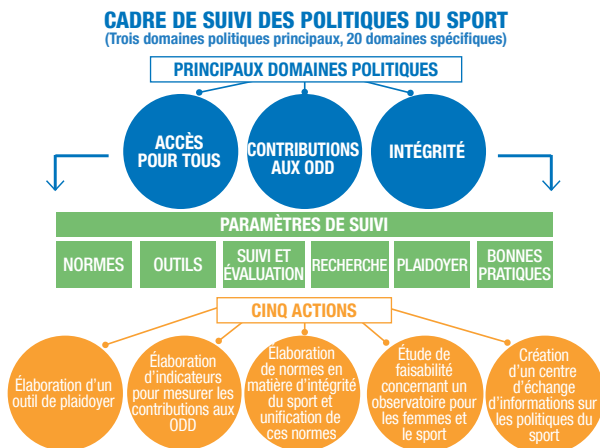 CADRE DE SUIVI DES POLITIQUES DU SPORT
(Trois domaines politiques principaux, 20 domaines spécifiques)
PRINCIPAUX DOMAINES POLITIQUES
ACCÈS
POUR TOUS
CONTRIBUTIONS
AUX ODD
INTÉGRITÉ
PARAMÈTRES DE SUIVI
NORMES
OUTILS
SUIVI ET
ÉVALUATION
RECHERCHE
PLAIDOYER
BONNES
PRATIQUES
CINQ ACTIONS
Élaboration d'un
outil de plaidoyer
Élaboration
d'indicateurs
pour mesurer les
contributions aux
ODD
Élaboration
de normes en
matière d'intégrité
du sport et
unification de
ces normes
Étude de
faisabilité
concernant un
observatoire pour
les femmes et
le sport
Création
d'un centre
d'échange
d'informations sur
les politiques du
sport